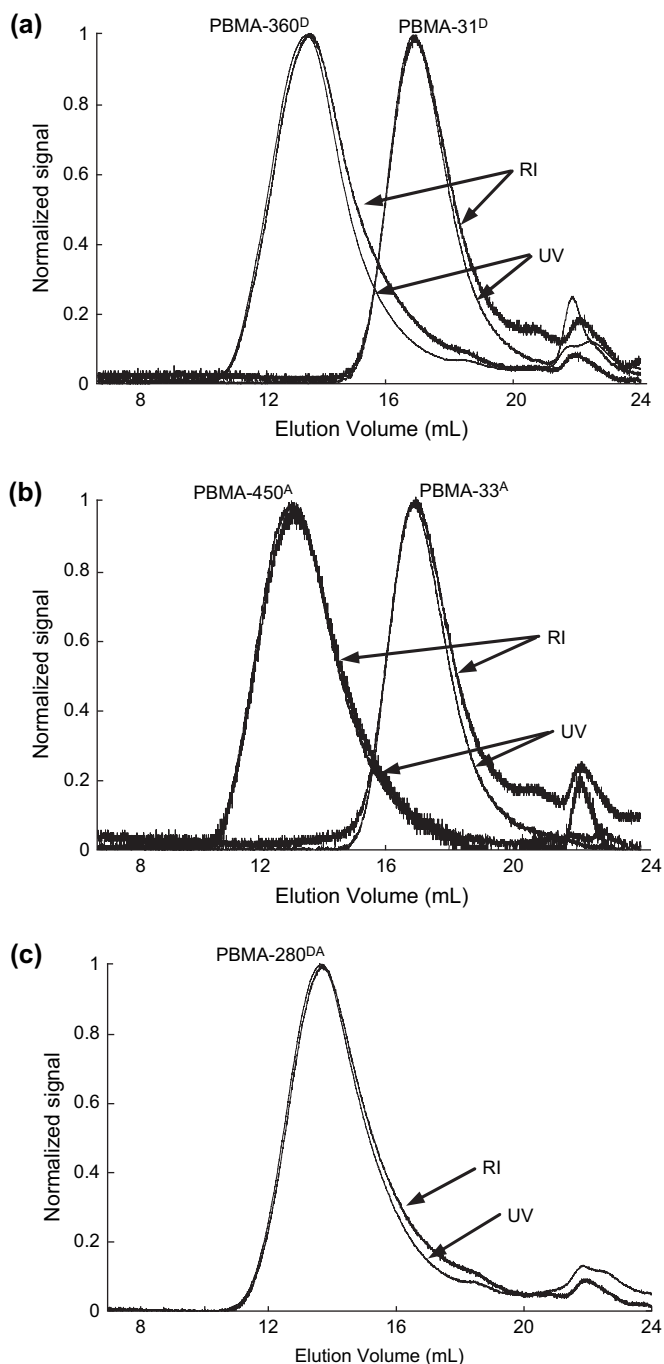 (a)
PBMA-360ᴰ PBMA-31ᴰ
1
0.8
0.6
0.4
0.2
0
Normalized signal
RI
UV
8 12 16 20 24
Elution Volume (mL)
(b)
PBMA-450ᴬ PBMA-33ᴬ
1
0.8
0.6
0.4
0.2
0
Normalized signal
RI
UV
8 12 16 20 24
Elution Volume (mL)
(c)
PBMA-280ᴰᴬ
1
0.8
0.6
0.4
0.2
0
Normalized signal
RI
UV
8 12 16 20 24
Elution Volume (mL)